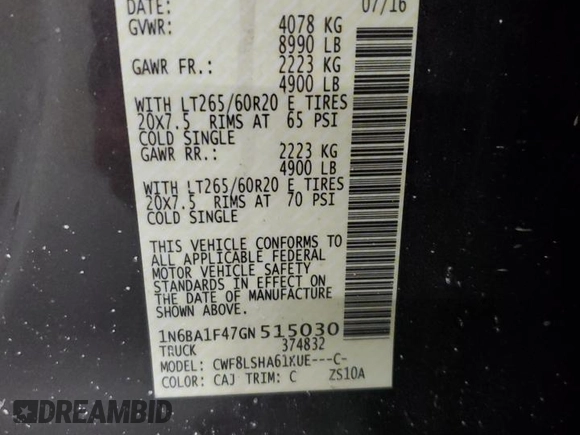 DATE: 07/16
GVWR: 4078 KG
8990 LB
GAWR FR.: 2223 KG
4900 LB
WITH LT265/60R20 E TIRES
20X7.5 RIMS AT 65 PSI
COLD SINGLE
GAWR RR.: 2223 KG
4900 LB
WITH LT265/60R20 E TIRES
20X7.5 RIMS AT 70 PSI
COLD SINGLE
THIS VEHICLE CONFORMS TO
ALL APPLICABLE FEDERAL
MOTOR VEHICLE SAFETY
STANDARDS IN EFFECT ON
THE DATE OF MANUFACTURE
1N6BA1F47GN515030
TRUCK 374832
MODEL: CWF8LSHA61XUE---C-
COLOR: CAJ TRIM: C ZS10A
DREAMBID